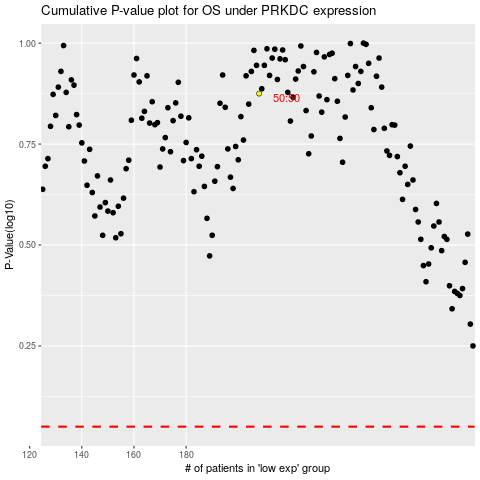 Cumulative P-value plot for OS under PRKDC expression
1.00
50:50
0.75
P-Value(log10)
0.50
0.25
120 140 160 180
# of patients in 'low exp' group